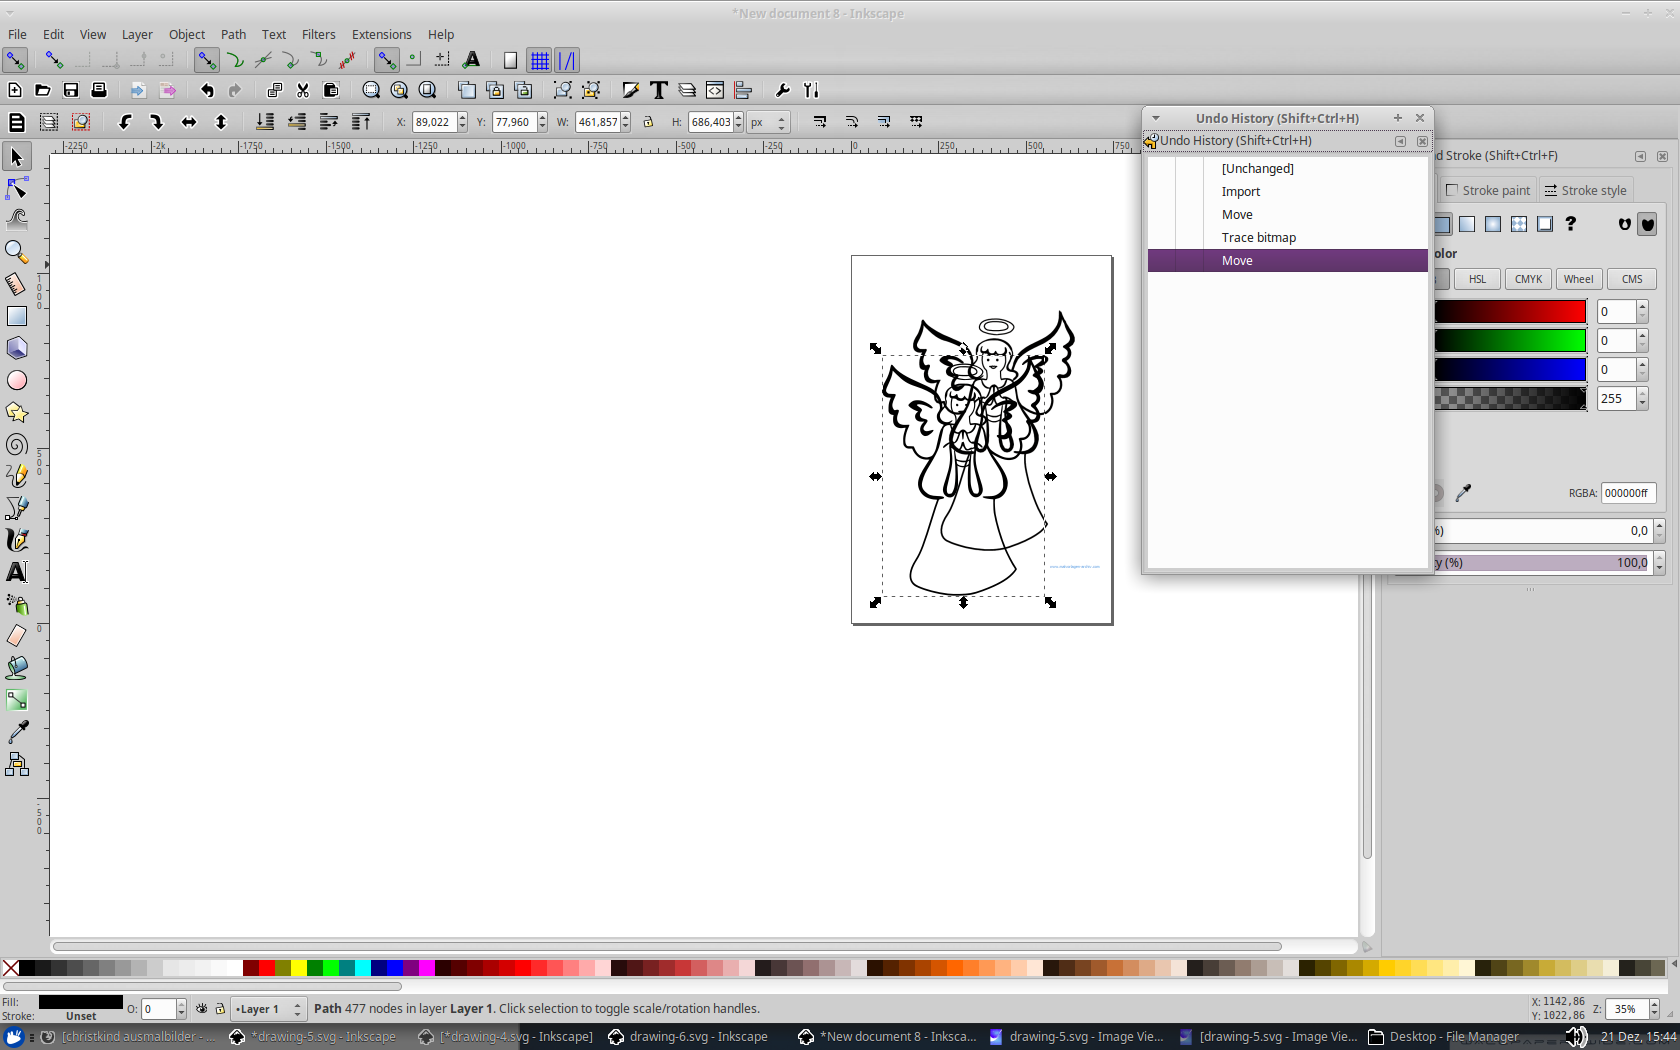 *New document 8 - Inkscape
File Edit View Layer Object Path Text Filters Extensions Help
X: 89,022 Y: 77,960 W: 461,857 H: 686,403 px
Undo History (Shift+Ctrl+H)
Undo History (Shift+Ctrl+H)
[Unchanged]
Import
Move
Trace bitmap
Move
d Stroke (Shift+Ctrl+F)
Stroke paint Stroke style
olor
HSL CMYK Wheel CMS
0
0
0
255
RGBA: 000000ff
%) 0,0
y (%) 100,0
-2250 -2k -1750 -1500 -1250 -1000 -750 -500 -250 0 250 500 750
1000
500
0
-500
Fill:
Stroke: Unset
O: 0
•Layer 1
Path 477 nodes in layer Layer 1. Click selection to toggle scale/rotation handles.
X: 1142,86
Y: 1022,86
Z: 35%
[christkind ausmalbilder - ...
*drawing-5.svg - Inkscape
[*drawing-4.svg - Inkscape]
drawing-6.svg - Inkscape
*New document 8 - Inksca...
drawing-5.svg - Image Vie...
[drawing-5.svg - Image Vie...
Desktop - File Manager
21 Dez, 15:44